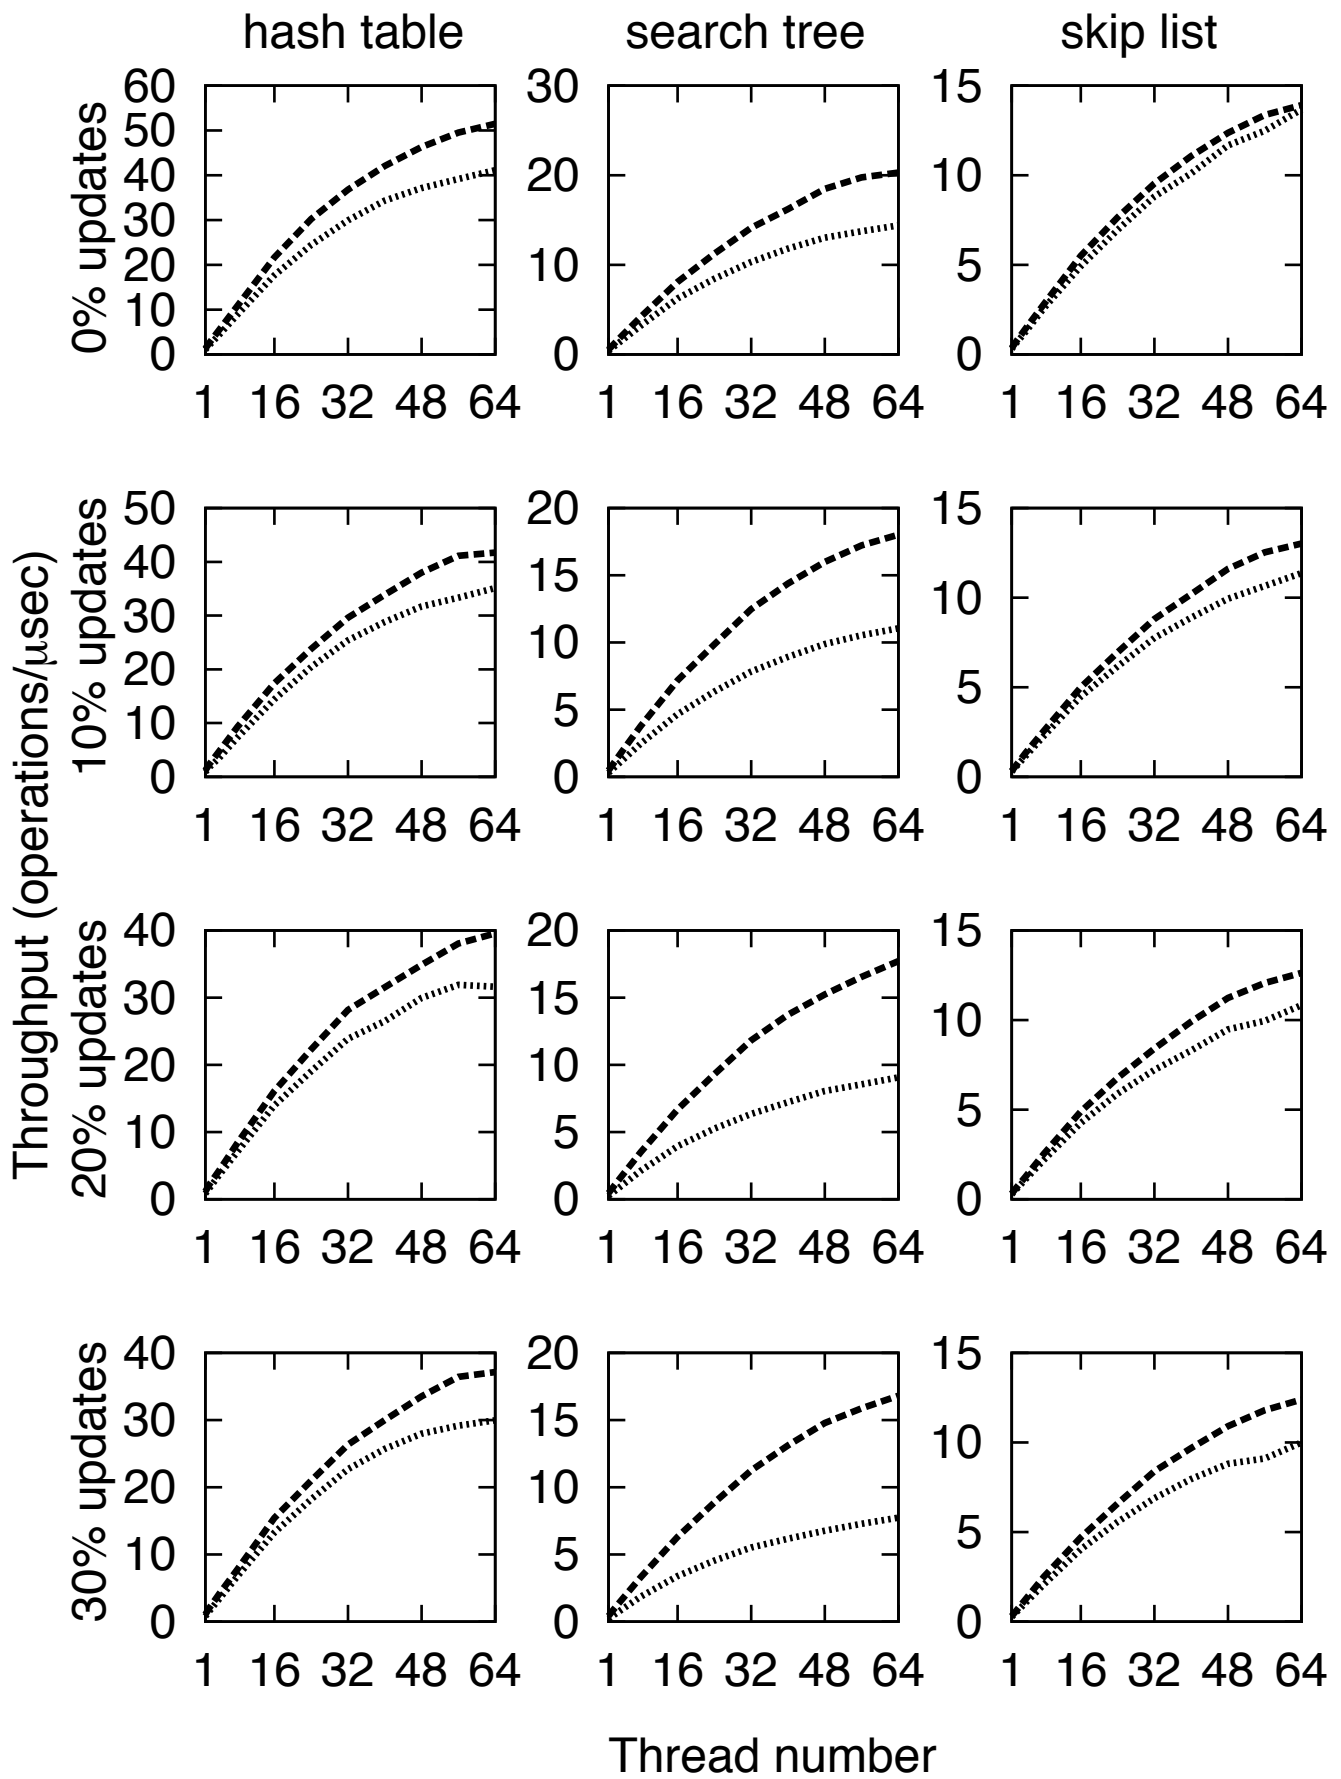 hash table search tree skip list
Throughput (operations/μsec)
0% updates
60 50 40 30 20 10 0
1 16 32 48 64
30 20 10 0
1 16 32 48 64
15 10 5 0
1 16 32 48 64
10% updates
50 40 30 20 10 0
1 16 32 48 64
20 15 10 5 0
1 16 32 48 64
15 10 5 0
1 16 32 48 64
20% updates
40 30 20 10 0
1 16 32 48 64
20 15 10 5 0
1 16 32 48 64
15 10 5 0
1 16 32 48 64
30% updates
40 30 20 10 0
1 16 32 48 64
20 15 10 5 0
1 16 32 48 64
15 10 5 0
1 16 32 48 64
Thread number